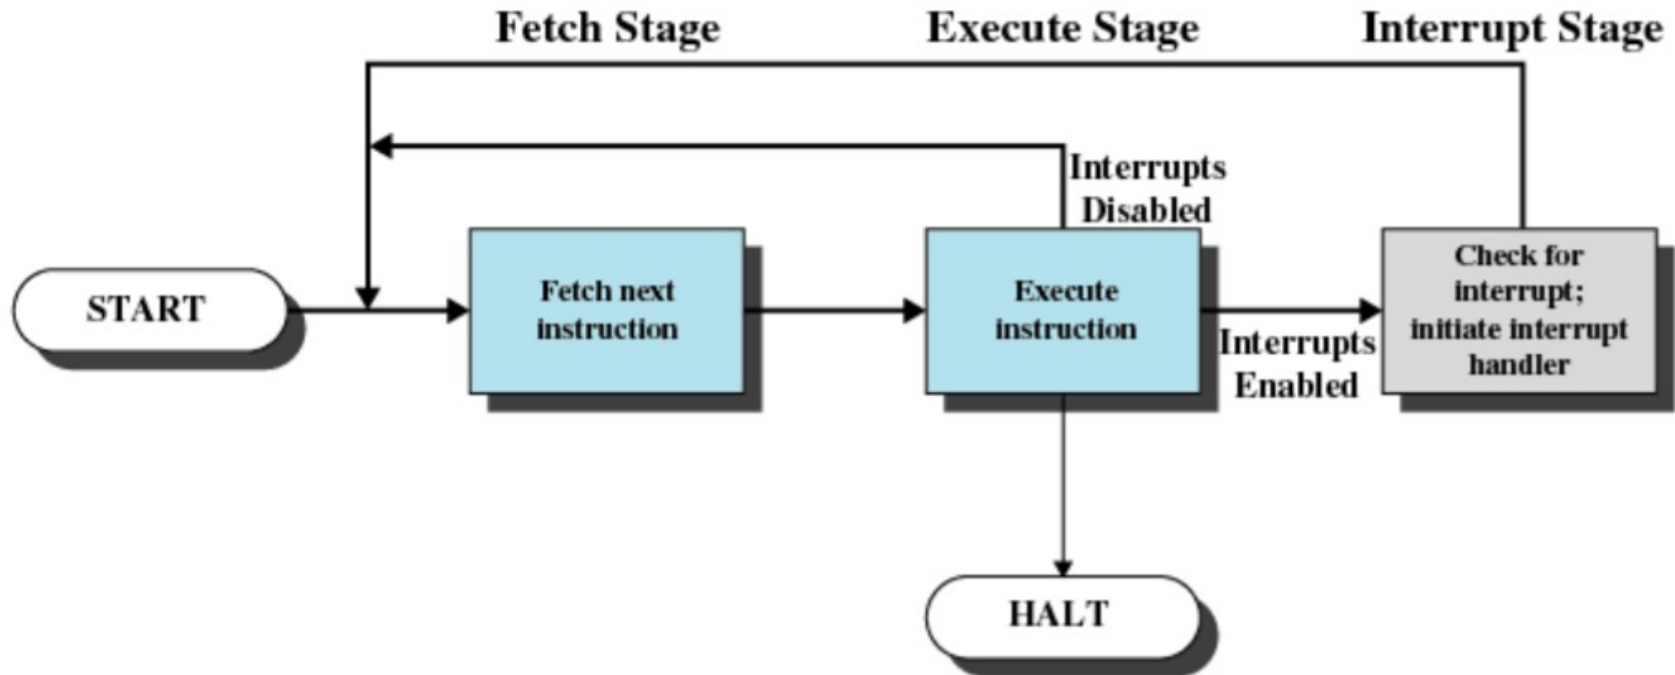 Fetch Stage
Execute Stage
Interrupt Stage
Interrupts
Disabled
START
Fetch next
instruction
Execute
instruction
Interrupts
Enabled
Check for
interrupt;
initiate interrupt
handler
HALT